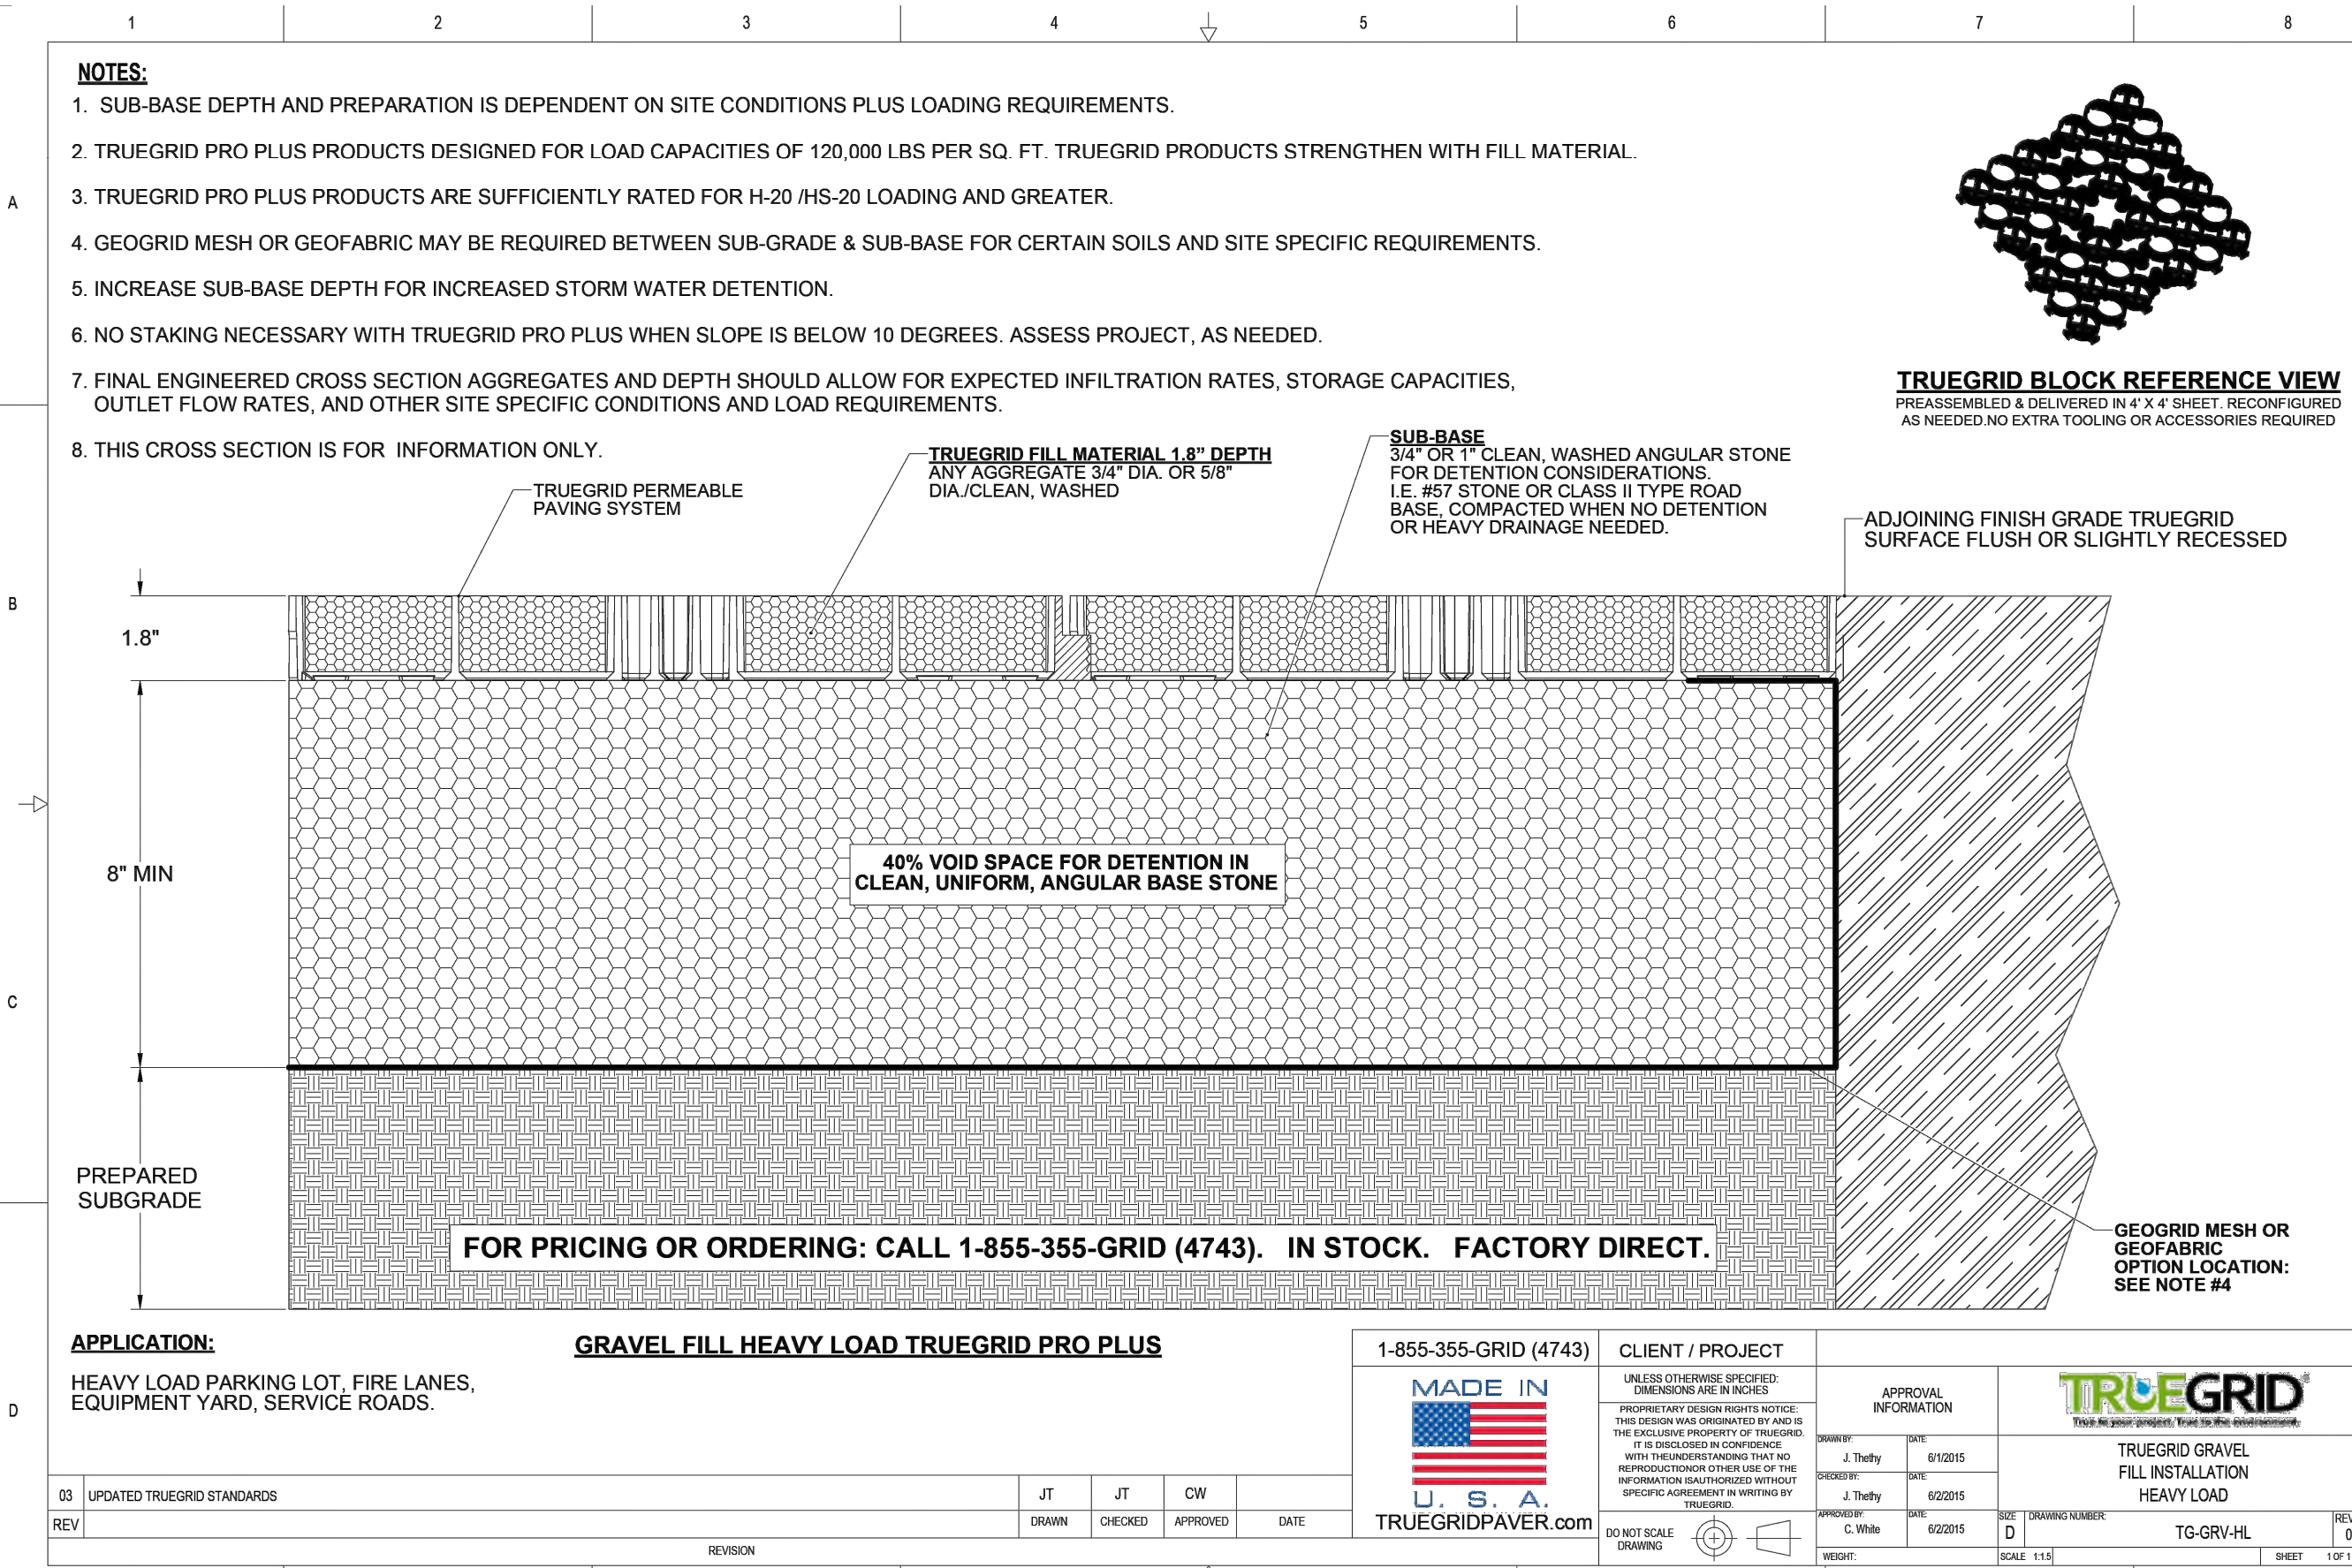 1 2 3 4 5 6 7 8
NOTES:
1. SUB-BASE DEPTH AND PREPARATION IS DEPENDENT ON SITE CONDITIONS PLUS LOADING REQUIREMENTS.
2. TRUEGRID PRO PLUS PRODUCTS DESIGNED FOR LOAD CAPACITIES OF 120,000 LBS PER SQ. FT. TRUEGRID PRODUCTS STRENGTHEN WITH FILL MATERIAL.
3. TRUEGRID PRO PLUS PRODUCTS ARE SUFFICIENTLY RATED FOR H-20 /HS-20 LOADING AND GREATER.
4. GEOGRID MESH OR GEOFABRIC MAY BE REQUIRED BETWEEN SUB-GRADE & SUB-BASE FOR CERTAIN SOILS AND SITE SPECIFIC REQUIREMENTS.
5. INCREASE SUB-BASE DEPTH FOR INCREASED STORM WATER DETENTION.
6. NO STAKING NECESSARY WITH TRUEGRID PRO PLUS WHEN SLOPE IS BELOW 10 DEGREES. ASSESS PROJECT, AS NEEDED.
7. FINAL ENGINEERED CROSS SECTION AGGREGATES AND DEPTH SHOULD ALLOW FOR EXPECTED INFILTRATION RATES, STORAGE CAPACITIES,
OUTLET FLOW RATES, AND OTHER SITE SPECIFIC CONDITIONS AND LOAD REQUIREMENTS.
8. THIS CROSS SECTION IS FOR INFORMATION ONLY.
A
B
C
D
TRUEGRID BLOCK REFERENCE VIEW
PREASSEMBLED & DELIVERED IN 4' X 4' SHEET. RECONFIGURED
AS NEEDED.NO EXTRA TOOLING OR ACCESSORIES REQUIRED
TRUEGRID PERMEABLE
PAVING SYSTEM
TRUEGRID FILL MATERIAL 1.8” DEPTH
ANY AGGREGATE 3/4" DIA. OR 5/8"
DIA./CLEAN, WASHED
SUB-BASE
3/4" OR 1" CLEAN, WASHED ANGULAR STONE
FOR DETENTION CONSIDERATIONS.
I.E. #57 STONE OR CLASS II TYPE ROAD
BASE, COMPACTED WHEN NO DETENTION
OR HEAVY DRAINAGE NEEDED.
ADJOINING FINISH GRADE TRUEGRID
SURFACE FLUSH OR SLIGHTLY RECESSED
1.8"
8" MIN
40% VOID SPACE FOR DETENTION IN
CLEAN, UNIFORM, ANGULAR BASE STONE
PREPARED
SUBGRADE
FOR PRICING OR ORDERING: CALL 1-855-355-GRID (4743). IN STOCK. FACTORY DIRECT.
GEOGRID MESH OR
GEOFABRIC
OPTION LOCATION:
SEE NOTE #4
APPLICATION:
HEAVY LOAD PARKING LOT, FIRE LANES,
EQUIPMENT YARD, SERVICE ROADS.
GRAVEL FILL HEAVY LOAD TRUEGRID PRO PLUS
03 UPDATED TRUEGRID STANDARDS JT JT CW
REV DRAWN CHECKED APPROVED DATE
REVISION
1-855-355-GRID (4743)
MADE IN
U. S. A.
TRUEGRIDPAVER.com
CLIENT / PROJECT
UNLESS OTHERWISE SPECIFIED:
DIMENSIONS ARE IN INCHES
PROPRIETARY DESIGN RIGHTS NOTICE:
THIS DESIGN WAS ORIGINATED BY AND IS
THE EXCLUSIVE PROPERTY OF TRUEGRID.
IT IS DISCLOSED IN CONFIDENCE
WITH THEUNDERSTANDING THAT NO
REPRODUCTIONOR OTHER USE OF THE
INFORMATION ISAUTHORIZED WITHOUT
SPECIFIC AGREEMENT IN WRITING BY
TRUEGRID.
DO NOT SCALE
DRAWING
APPROVAL
INFORMATION
DRAWN BY: DATE:
J. Thethy 6/1/2015
CHECKED BY: DATE:
J. Thethy 6/2/2015
APPROVED BY: DATE:
C. White 6/2/2015
WEIGHT:
TRUEGRID
True to your project. True to the environment.
TRUEGRID GRAVEL
FILL INSTALLATION
HEAVY LOAD
SIZE DRAWING NUMBER: REV
D TG-GRV-HL 0
SCALE 1:1.5 SHEET 1 OF 1